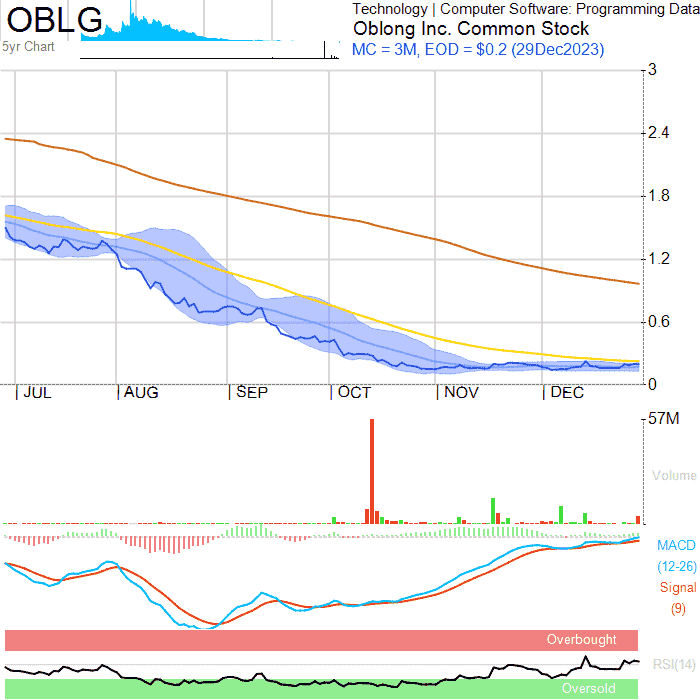 OBLG
Technology | Computer Software: Programming Data
Oblong Inc. Common Stock
5yr Chart
MC = 3M, EOD = $0.2 (29Dec2023)
3
2.4
1.8
1.2
0.6
0
JUL AUG SEP OCT NOV DEC
57M
Volume
MACD
(12-26)
Signal
(9)
Overbought
RSI(14)
Oversold